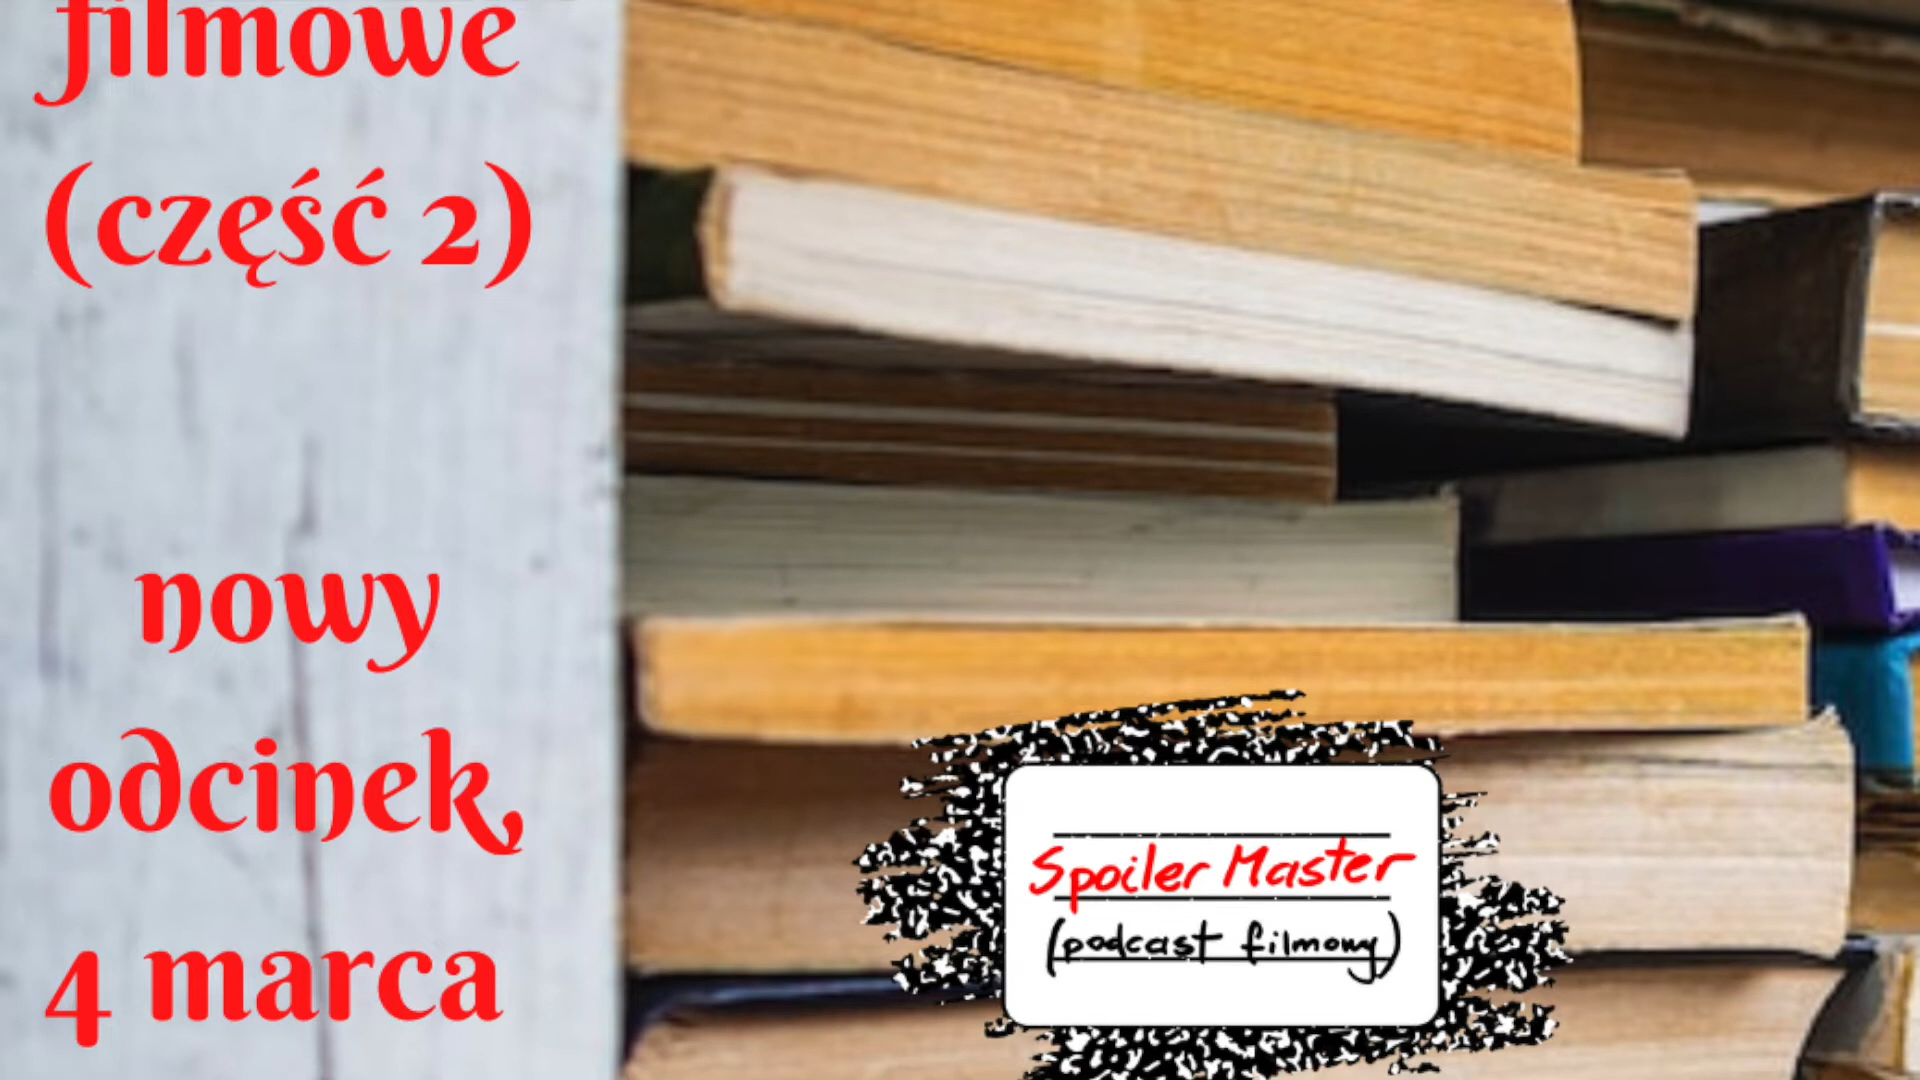 filmowe
(część 2)
nowy
odcinek,
4 marca
Spoiler Master
(podcast filmowy)